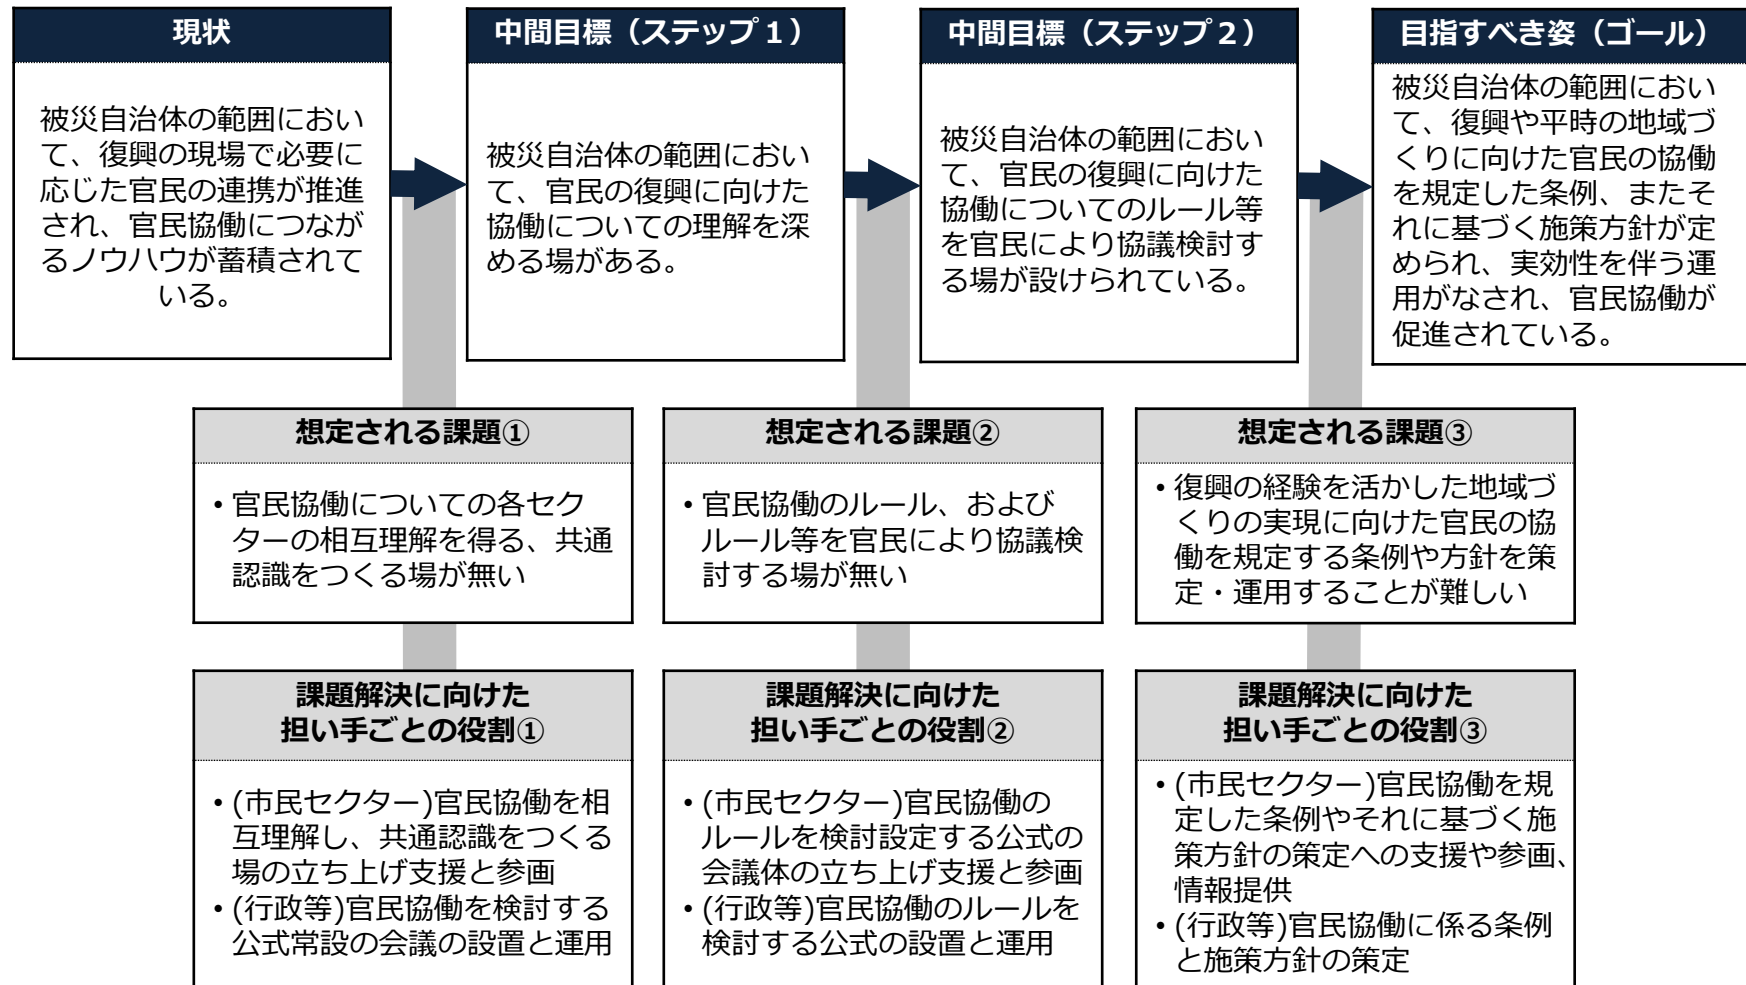 現状
被災自治体の範囲におい
て、復興の現場で必要に
応じた官民の連携が推進
され、官民協働につなが
るノウハウが蓄積されて
いる。
中間目標（ステップ１）
被災自治体の範囲におい
て、官民の復興に向けた
協働についての理解を深
める場がある。
中間目標（ステップ２）
被災自治体の範囲におい
て、官民の復興に向けた
協働についてのルール等
を官民により協議検討す
る場が設けられている。
目指すべき姿（ゴール）
被災自治体の範囲におい
て、復興や平時の地域づ
くりに向けた官民の協働
を規定した条例、またそ
れに基づく施策方針が定
められ、実効性を伴う運
用がなされ、官民協働が
促進されている。
想定される課題①
• 官民協働についての各セク
ターの相互理解を得る、共通
認識をつくる場が無い
想定される課題②
• 官民協働のルール、および
ルール等を官民により協議検
討する場が無い
想定される課題③
• 復興の経験を活かした地域づ
くりの実現に向けた官民の協
働を規定する条例や方針を策
定・運用することが難しい
課題解決に向けた
担い手ごとの役割①
• (市民セクター)官民協働を相
互理解し、共通認識をつくる
場の立ち上げ支援と参画
• (行政等)官民協働を検討する
公式常設の会議の設置と運用
課題解決に向けた
担い手ごとの役割②
• (市民セクター)官民協働の
ルールを検討設定する公式の
会議体の立ち上げ支援と参画
• (行政等)官民協働のルールを
検討する公式の設置と運用
課題解決に向けた
担い手ごとの役割③
• (市民セクター)官民協働を規
定した条例やそれに基づく施
策方針の策定への支援や参画、
情報提供
• (行政等)官民協働に係る条例
と施策方針の策定